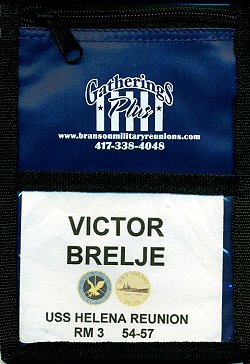 Gatherings
Plus
www.bransonmilitaryreunions.com
417-338-4048
VICTOR
BRELJE
USS HELENA REUNION
RM 3 54-57